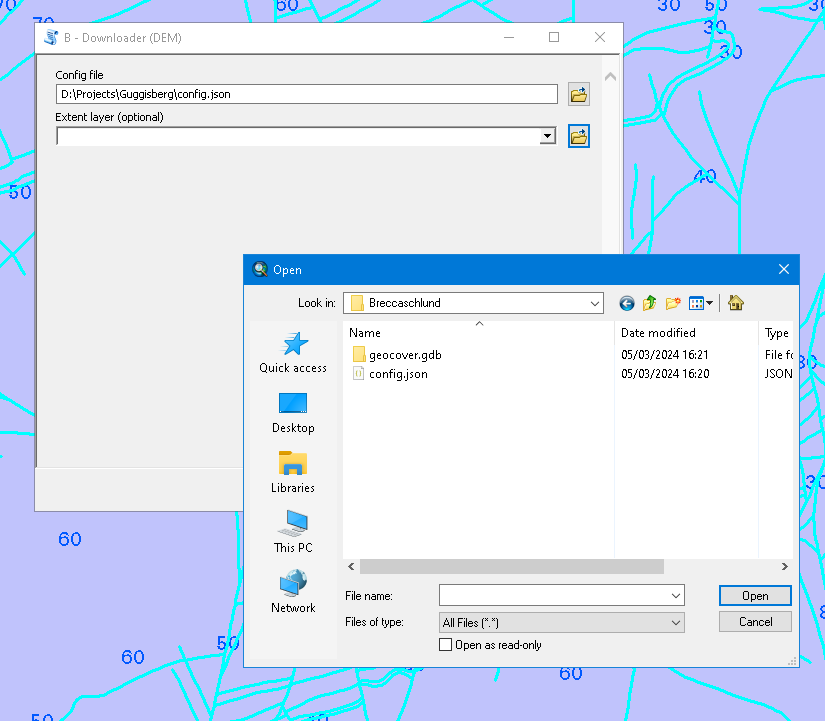 70
60
30
50
30
30
30
B - Downloader (DEM)
Config file
D:\Projects\Guggisberg\config.json
Extent layer (optional)
40
50
Open
Look in:
Breccaschlund
Name
Date modified
Type
geocover.gdb
05/03/2024 16:21
File fo
config.json
05/03/2024 16:20
JSON
Quick access
Desktop
Libraries
This PC
Network
File name:
Open
Files of type:
All Files (*.*)
Cancel
Open as read-only
60
50
60
60
50